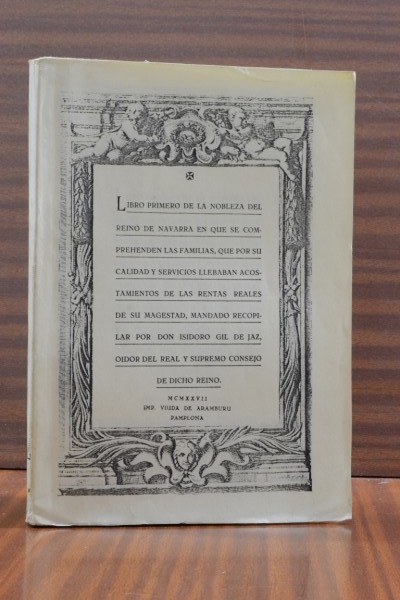 LIBRO PRIMERO DE LA NOBLEZA DEL
REINO DE NAVARRA EN QUE SE COM-
PREHENDEN LAS FAMILIAS, QUE POR SU
CALIDAD Y SERVICIOS LLEBABAN ACOS-
TAMIENTOS DE LAS RENTAS REALES
DE SU MAGESTAD, MANDADO RECOPI-
LAR POR DON ISIDORO GIL DE JAZ,
OIDOR DEL REAL Y SUPREMO CONSEJO
DE DICHO REINO.
MCMXXVII
IMP. VIUDA DE ARAMBURU
PAMPLONA